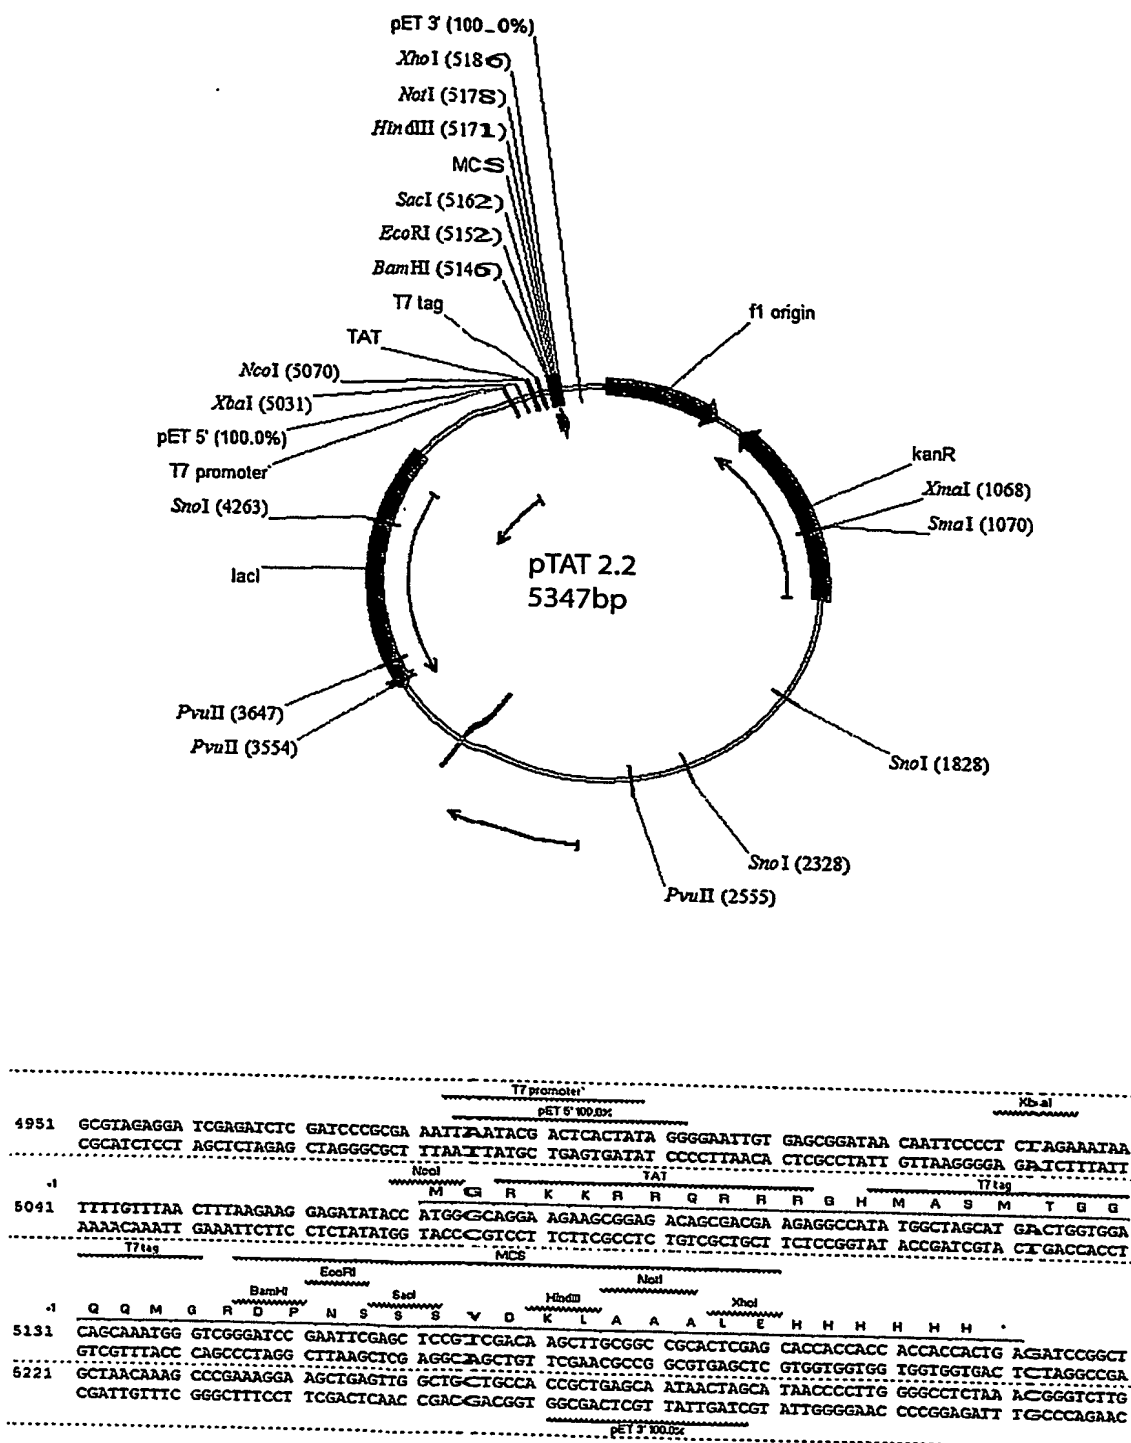 pET 3' (100.0%)
XhoI (5186)
NotI (5178)
HindIII (5171)
MCS
SacI (5162)
EcoRI (5152)
BamHI (5146)
T7 tag
f1 origin
TAT
NcoI (5070)
XbaI (5031)
pET 5' (100.0%)
kanR
T7 promoter
XmaI (1068)
SnoI (4263)
SmaI (1070)
pTAT 2.2
lacI
5347bp
PvuII (3647)
PvuII (3554)
SnoI (1828)
SnoI (2328)
PvuII (2555)
T7 promoter
XbaI
pET 5' 100.0%
4951 GCGTAGAGGA TCGAGATCTC GATCCCGCGA AATTAATACG ACTCACTATA GGGGAATTGT GAGCGGATAA CAATTCCCCT CTAGAAATAA
CGCATCTCCT AGCTCTAGAG CTAGGGCGCT TTAATTATGC TGAGTGATAT CCCCTTAACA CTCGCCTATT GTTAAGGGGA GATCTTTATT
NcoI TAT T7 tag
+1 M G R K K R R Q R R R G H M A S M T G G
5041 TTTTGTTTAA CTTTAAGAAG GAGATATACC ATGGGCAGGA AGAAGCGGAG ACAGCGACGA AGAGGCCATA TGGCTAGCAT GACTGGTGGA
AAAACAAATT GAAATTCTTC CTCTATATGG TACCCGTCCT TCTTCGCCTC TGTCGCTGCT TCTCCGGTAT ACCGATCGTA CTGACCACCT
T7 tag MCS
EcoRI NotI
BamHI SacI HindIII XhoI
+1 Q Q M G R D P N S S S V D K L A A A L E H H H H H H •
5131 CAGCAAATGG GTCGGGATCC GAATTCGAGC TCCGTCGACA AGCTTGCGGC CGCACTCGAG CACCACCACC ACCACCACTG AGATCCGGCT
GTCGTTTACC CAGCCCTAGG CTTAAGCTCG AGGCAGCTGT TCGAACGCCG GCGTGAGCTC GTGGTGGTGG TGGTGGTGAC TCTAGGCCGA
5221 GCTAACAAAG CCCGAAAGGA AGCTGAGTTG GCTGCTGCCA CCGCTGAGCA ATAACTAGCA TAACCCCTTG GGGCCTCTAA ACGGGTCTTG
CGATTGTTTC GGGCTTTCCT TCGACTCAAC CGACGACGGT GGCGACTCGT TATTGATCGT ATTGGGGAAC CCCGGAGATT TGCCCAGAAC
pET 3' 100.0%